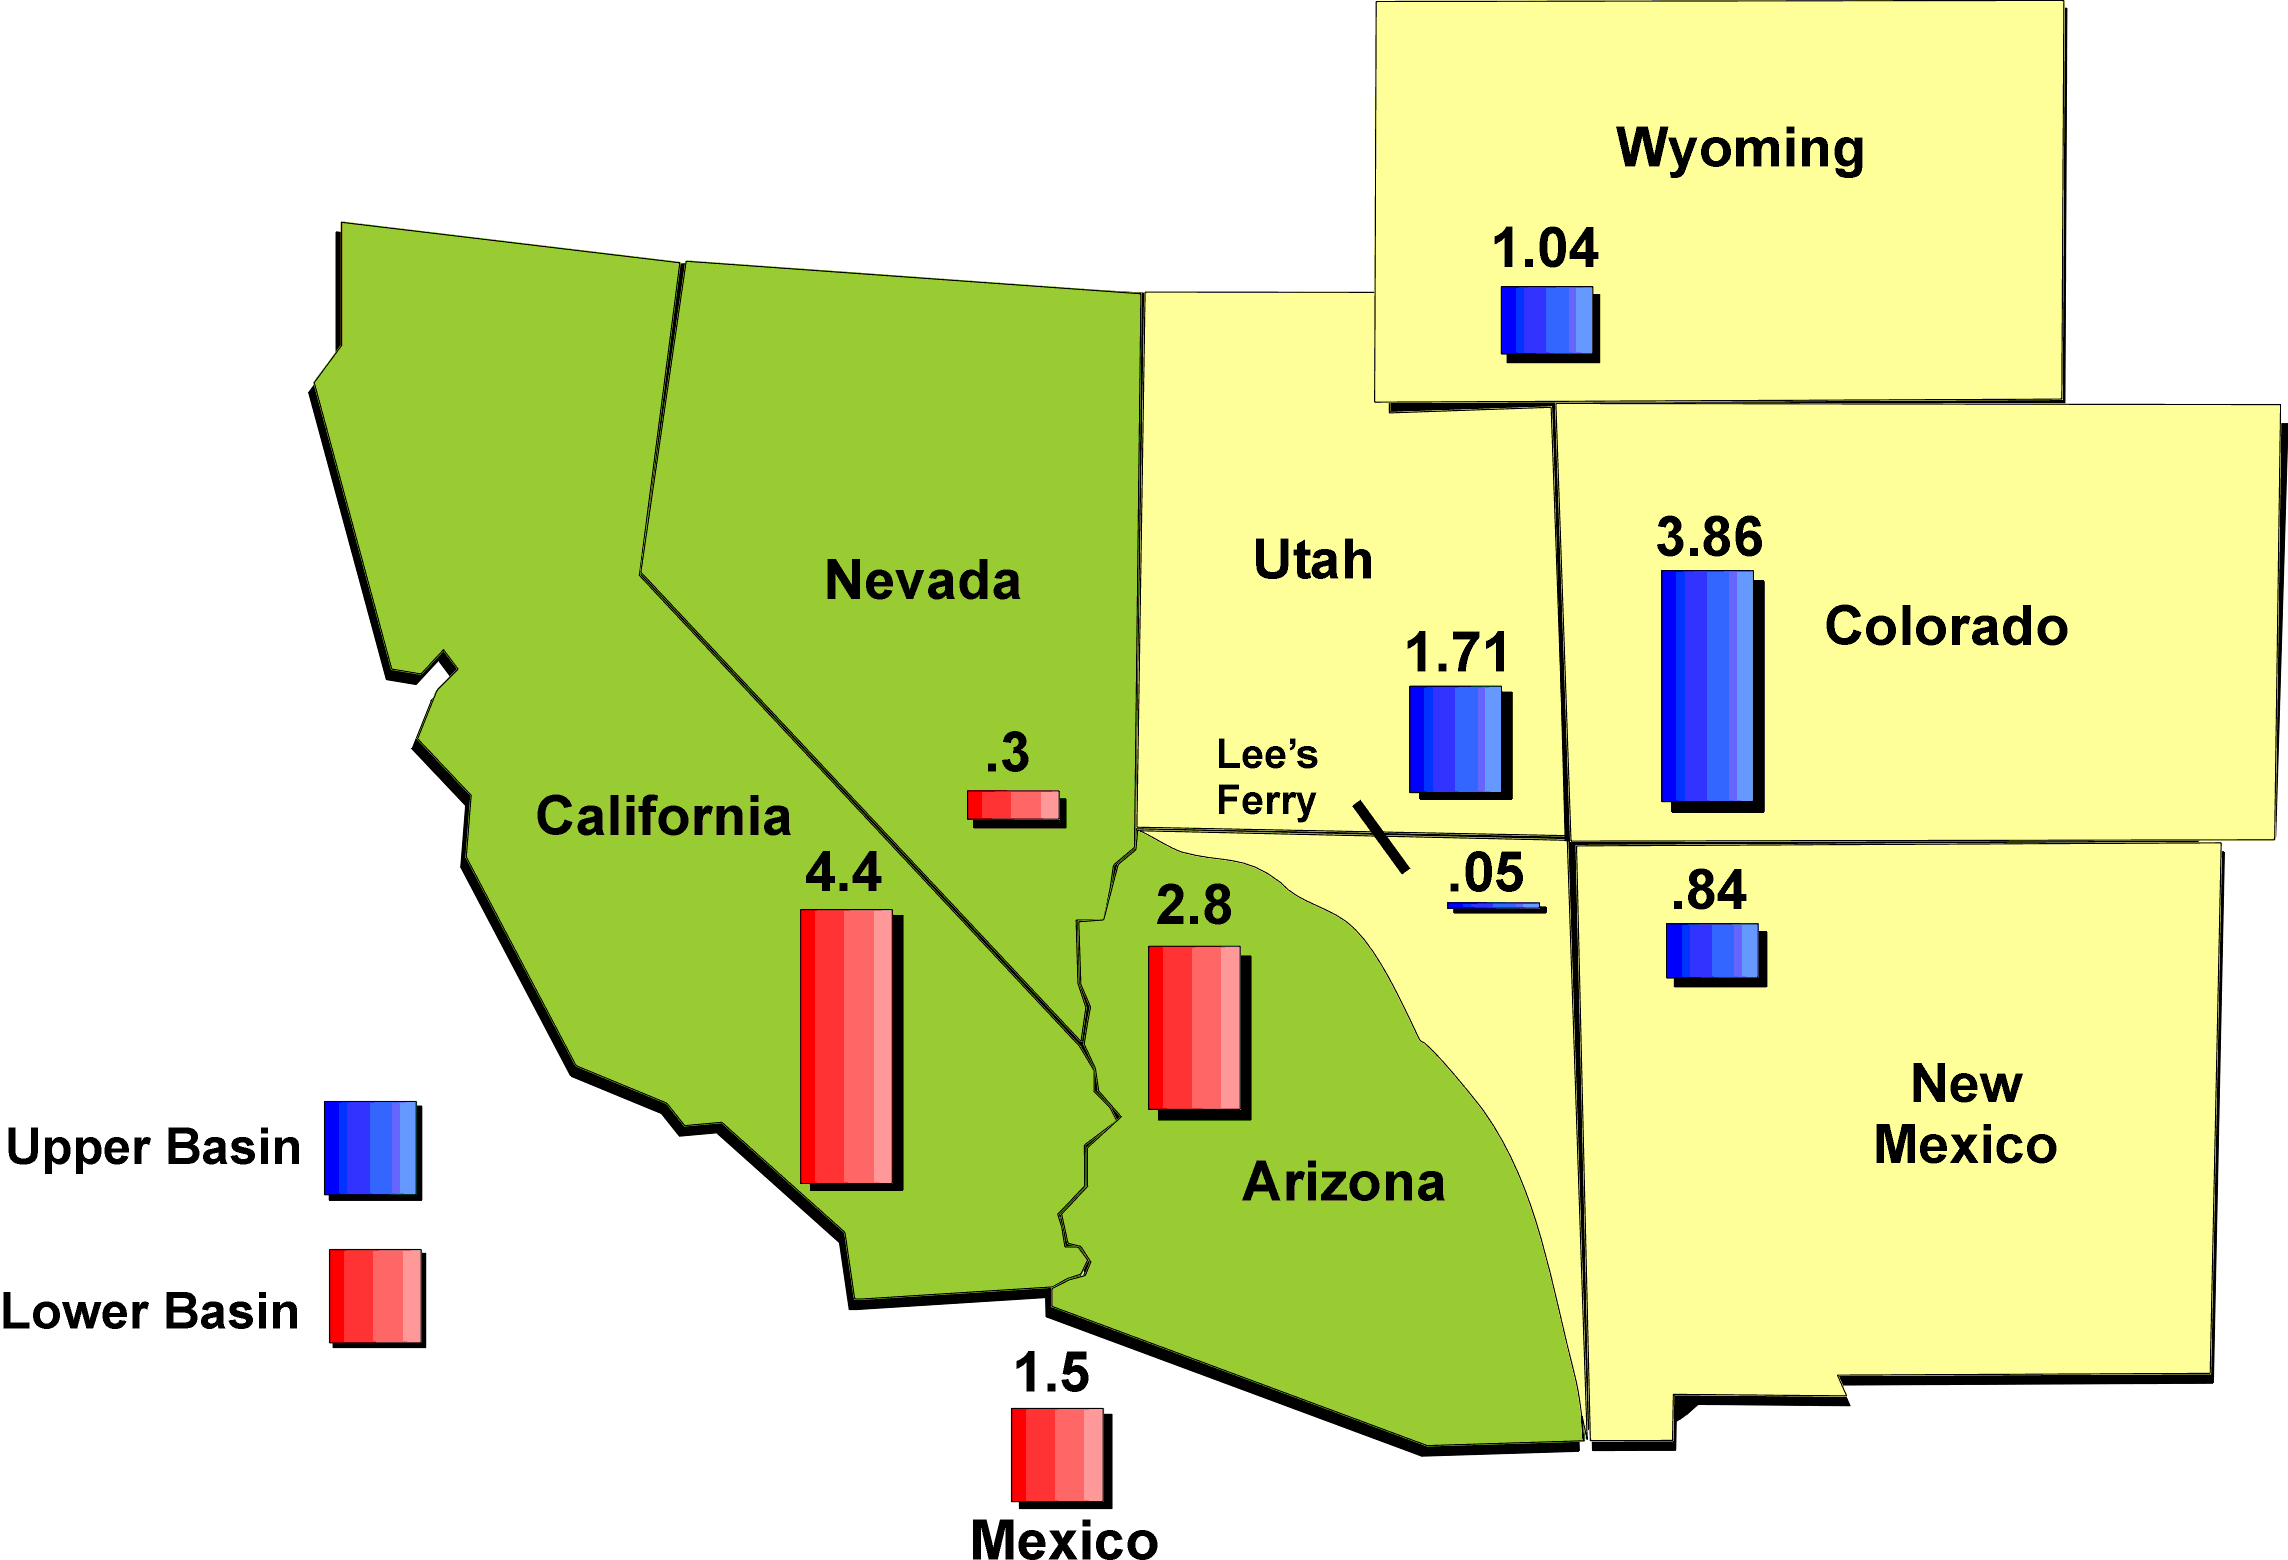 Wyoming
1.04
Nevada
.3
Utah
1.71
3.86
Colorado
Lee’s
Ferry
California
4.4
2.8
Arizona
.05
.84
New
Mexico
Upper Basin
Lower Basin
1.5
Mexico